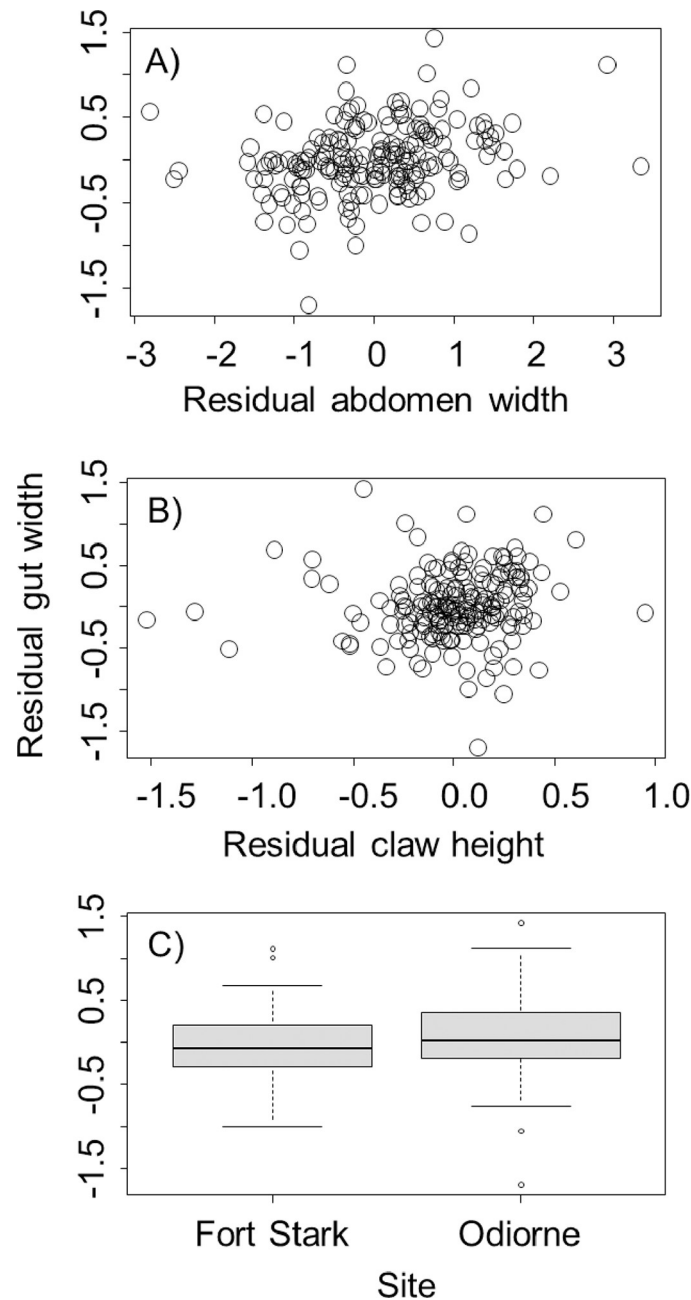 A)
1.5
0.5
-0.5
-1.5
-3 -2 -1 0 1 2 3
Residual abdomen width
Residual gut width
B)
1.5
0.5
-0.5
-1.5
-1.5 -1.0 -0.5 0.0 0.5 1.0
Residual claw height
C)
1.5
0.5
-0.5
-1.5
Fort Stark Odiorne
Site